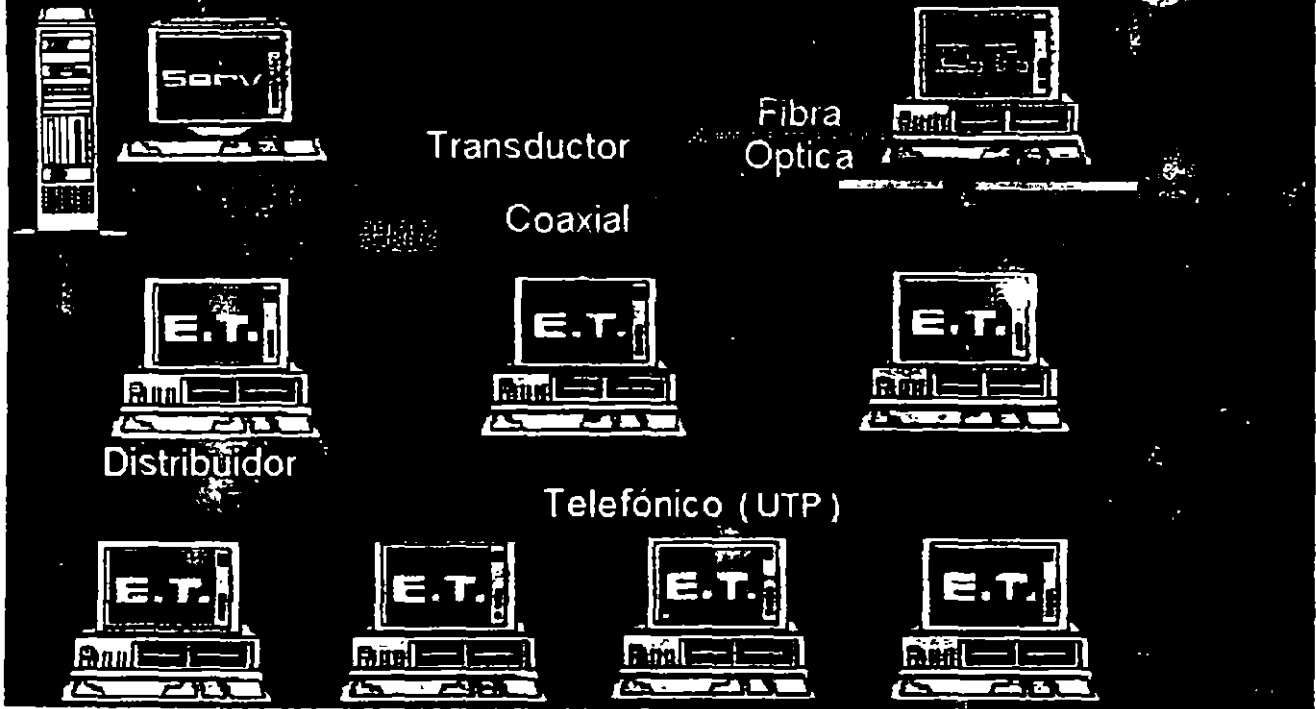 Serv
Transductor
Fibra
Optica
Coaxial
E.T.
E.T.
E.T.
Distribuidor
Telefónico (UTP)
E.T.
E.T.
E.T.
E.T.